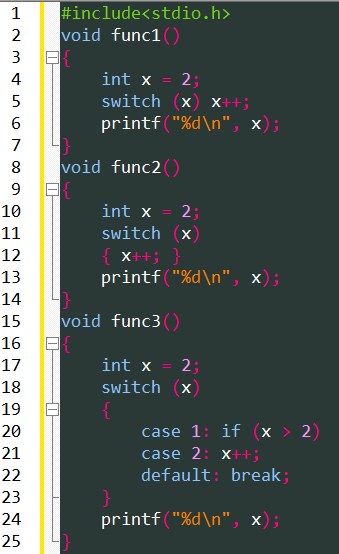 1 #include<stdio.h>
2 void func1()
3 {
4     int x = 2;
5     switch (x) x++;
6     printf("%d\n", x);
7 }
8 void func2()
9 {
10     int x = 2;
11     switch (x)
12     { x++; }
13     printf("%d\n", x);
14 }
15 void func3()
16 {
17     int x = 2;
18     switch (x)
19     {
20         case 1: if (x > 2)
21         case 2: x++;
22         default: break;
23     }
24     printf("%d\n", x);
25 }